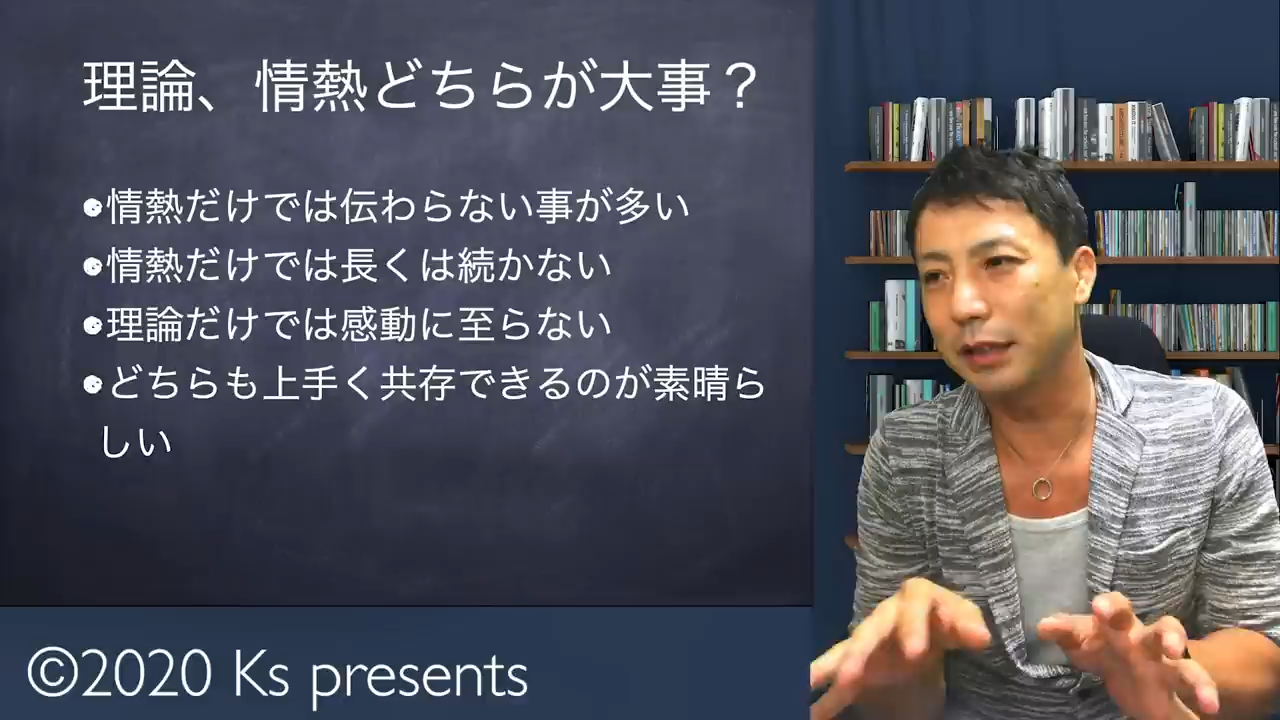 理論、情熱どちらが大事？
•情熱だけでは伝わらない事が多い
•情熱だけでは長くは続かない
•理論だけでは感動に至らない
•どちらも上手く共存できるのが素晴ら
しい
©2020 Ks presents